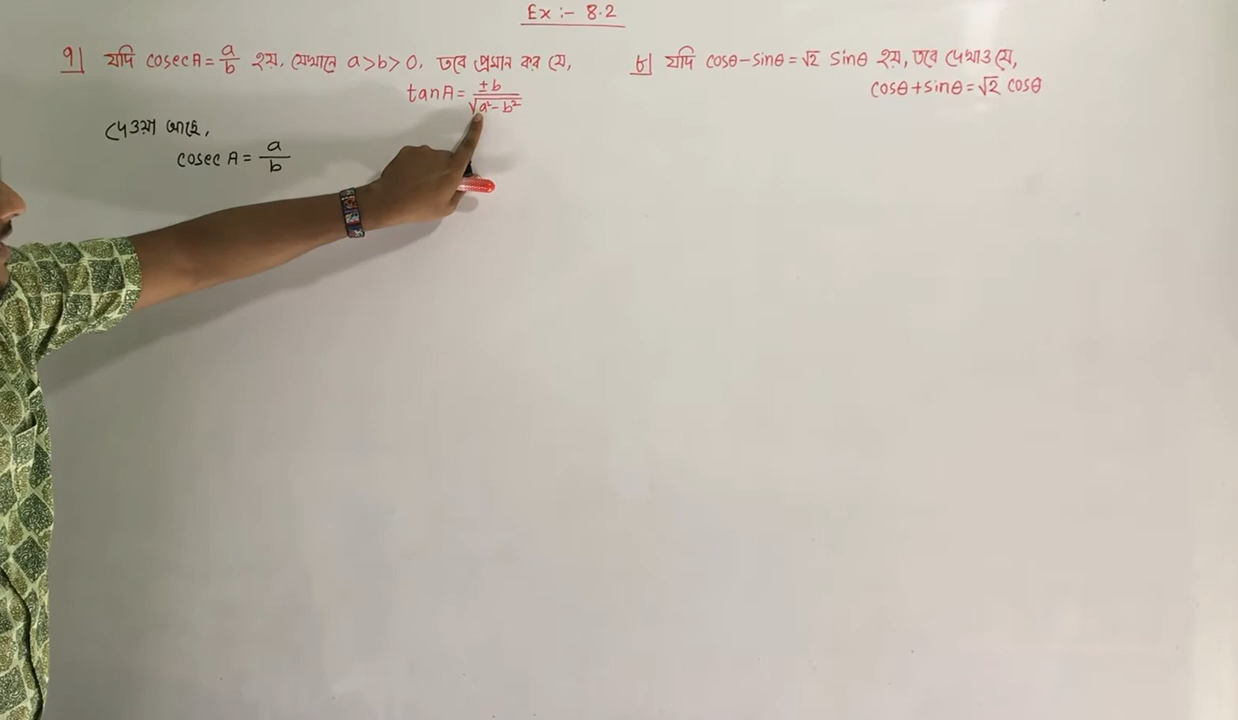 Ex :- 8.2
৭| যদি cosecA = a/b হয়, যেখানে a>b>0, তবে প্রমান কর যে,
tanA = ±b/√a²-b²
দেওয়া আছে,
cosec A = a/b
৮| যদি cosθ-sinθ = √2 sinθ হয়, তবে দেখাও যে,
cosθ+sinθ = √2 cosθ